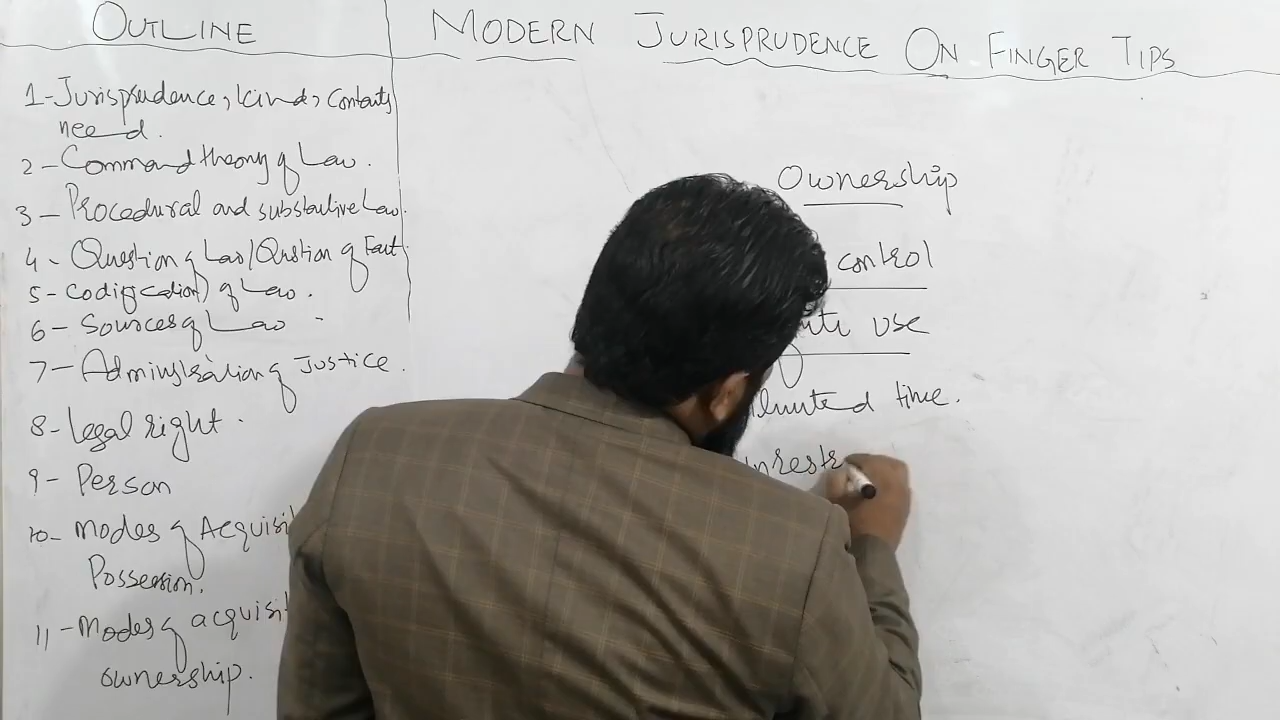 OUTLINE
MODERN JURISPRUDENCE ON FINGER TIPS
1-Jurisprudence, kinds, contents
need.
2- Command theory of Law.
3- Procedural and substantive Law.
4- Question of Law/Qustion of Fact
5- Codification of Law.
6- Sources of Law
7- Administration of Justice.
8- Legal right.
9- Person
10- Modes of Acquisit
Possession.
11- Modes of acquisit
ownership.
Ownership
control
use
time.